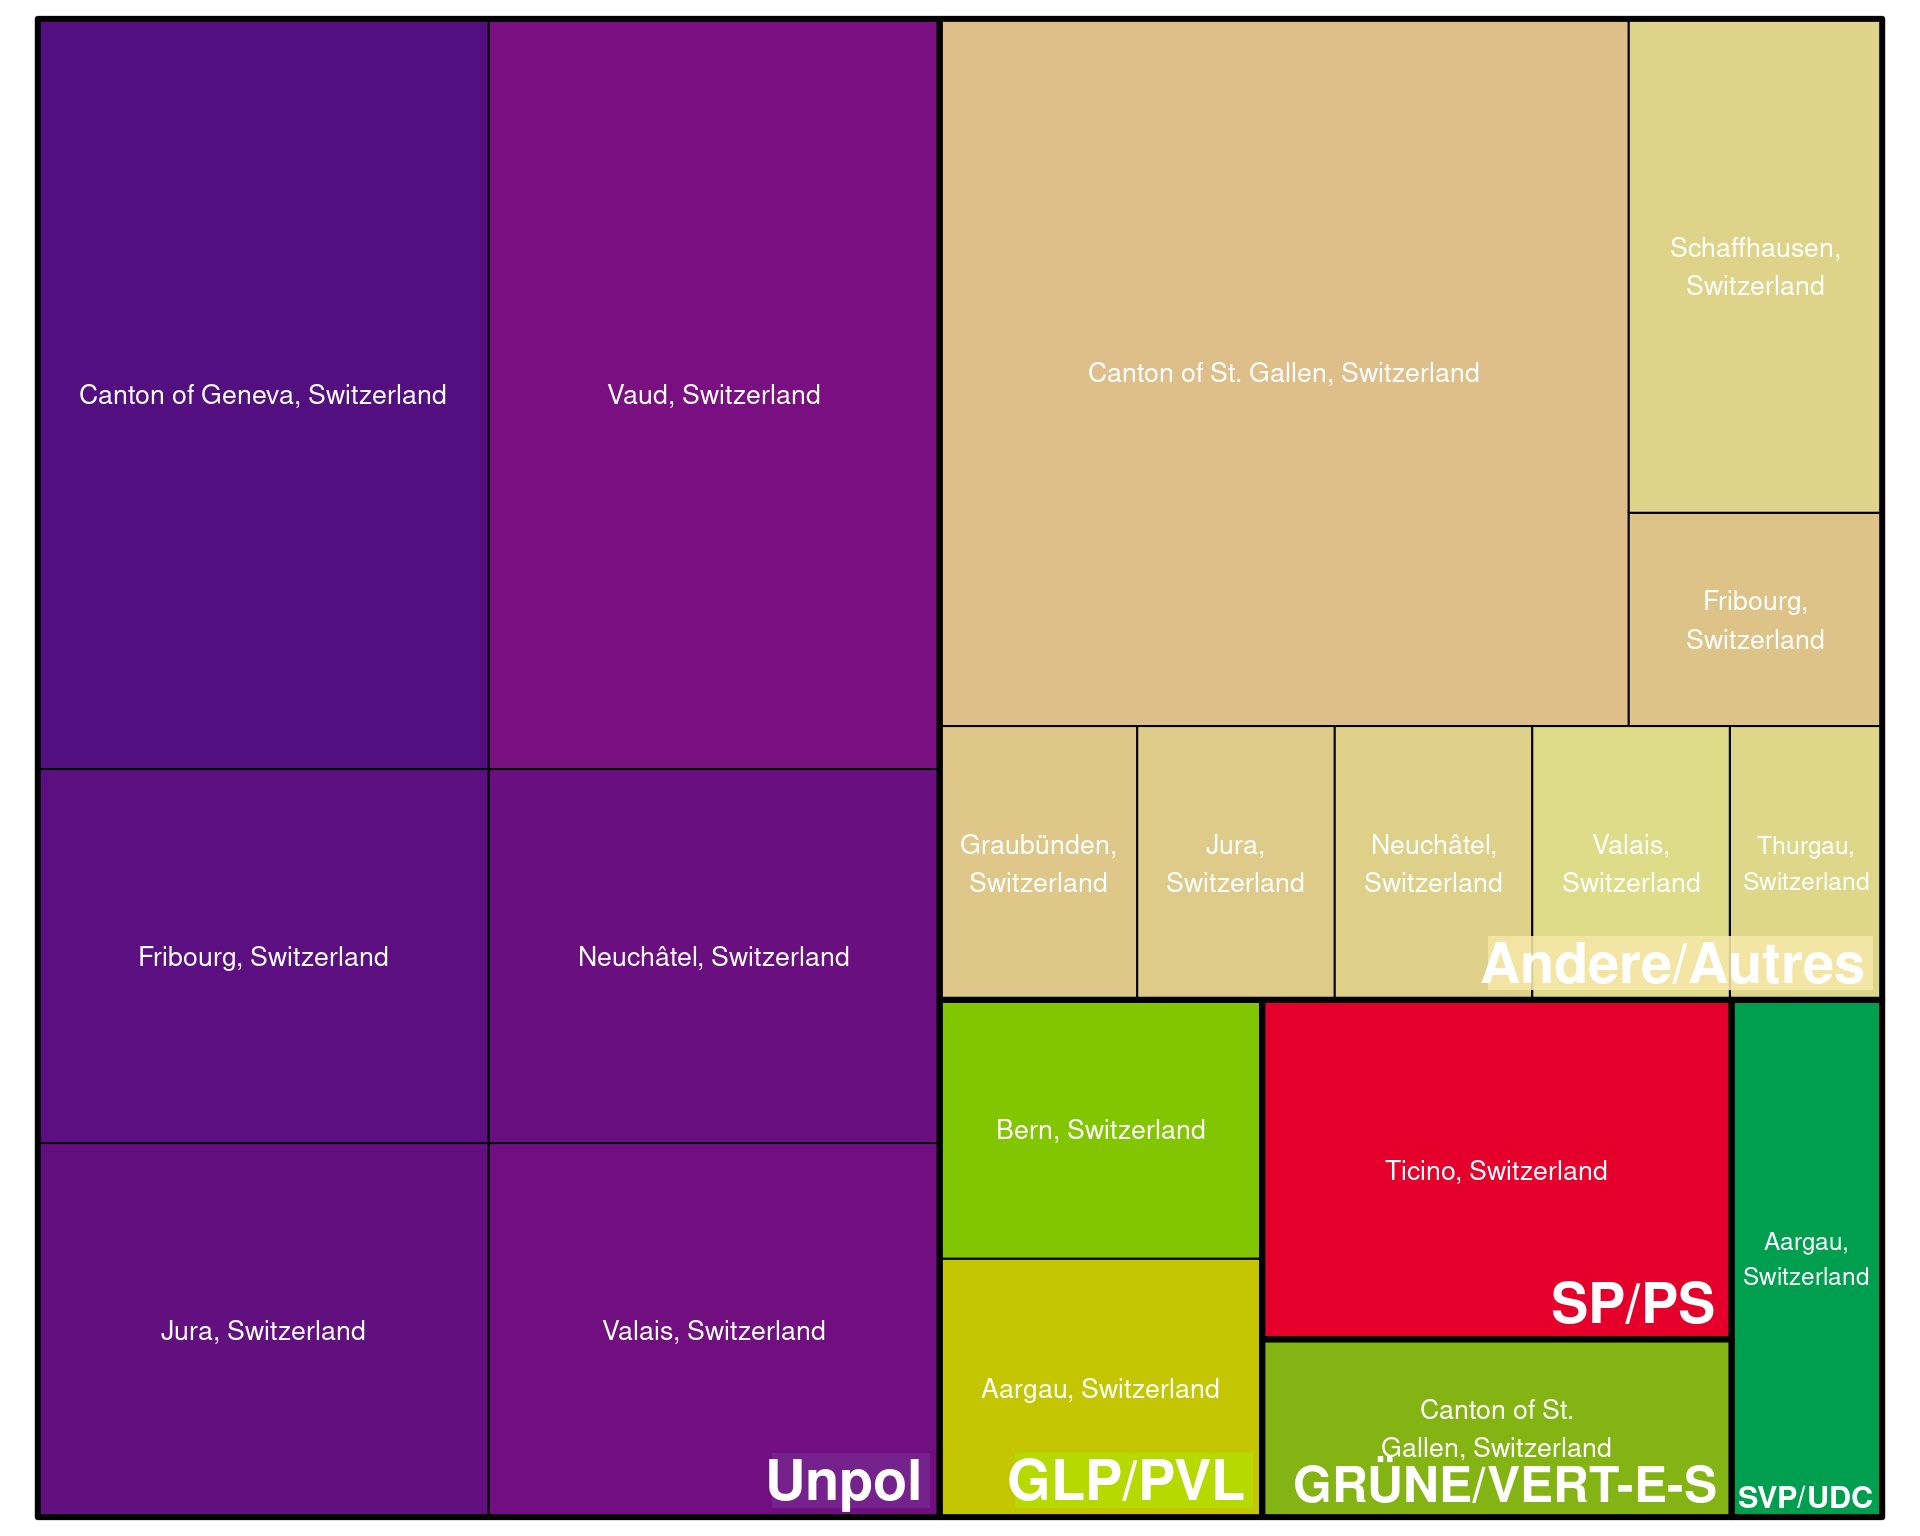 Canton of Geneva, Switzerland
Vaud, Switzerland
Fribourg, Switzerland
Neuchâtel, Switzerland
Jura, Switzerland
Valais, Switzerland
Unpol
Canton of St. Gallen, Switzerland
Schaffhausen,
Switzerland
Fribourg,
Switzerland
Graubünden,
Switzerland
Jura,
Switzerland
Neuchâtel,
Switzerland
Valais,
Switzerland
Thurgau,
Switzerland
Andere/Autres
Bern, Switzerland
Aargau, Switzerland
GLP/PVL
Ticino, Switzerland
SP/PS
Canton of St.
Gallen, Switzerland
GRÜNE/VERT-E-S
Aargau,
Switzerland
SVP/UDC